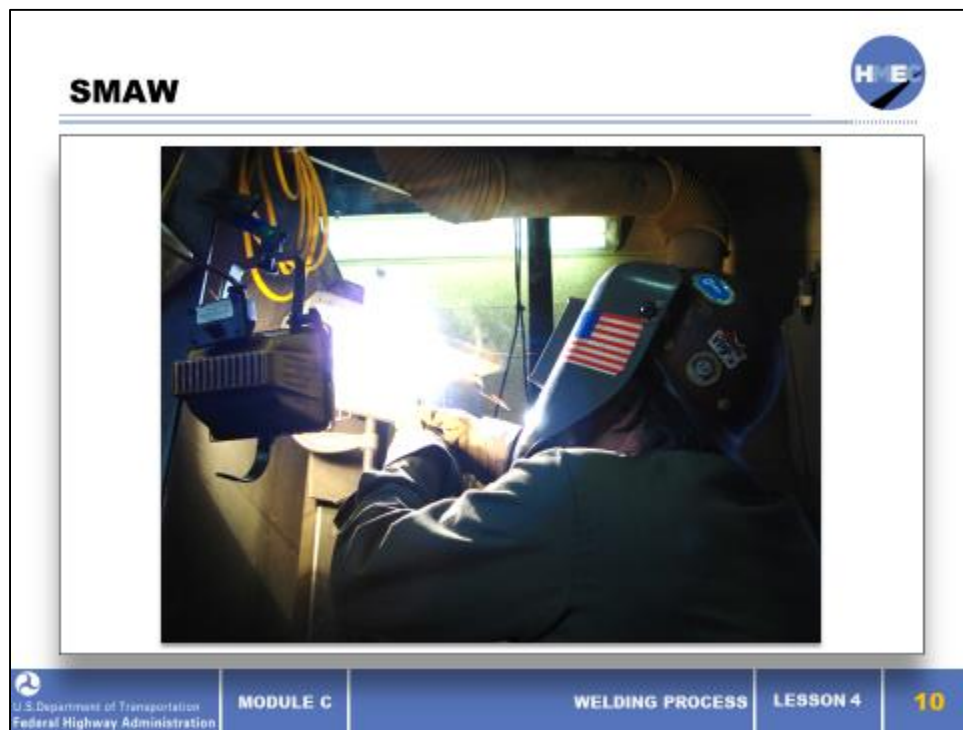 SMAW
HMEC
U.S.Department of Transportation
Federal Highway Administration
MODULE C
WELDING PROCESS
LESSON 4
10